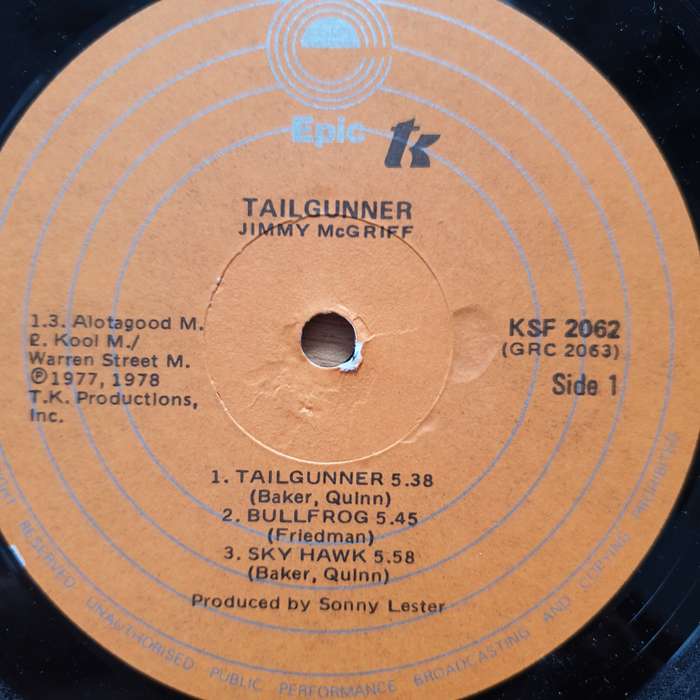 Epic tk
TAILGUNNER
JIMMY McGRIFF
1.3. Alotagood M.
2. Kool M./
Warren Street M.
℗1977, 1978
T.K. Productions,
Inc.
KSF 2062
(GRC 2063)
Side 1
1. TAILGUNNER 5.38
(Baker, Quinn)
2. BULLFROG 5.45
(Friedman)
3. SKY HAWK 5.58
(Baker, Quinn)
Produced by Sonny Lester
RESERVED UNAUTHORISED PUBLIC PERFORMANCE BROADCASTING AND COPYING PROHIBITED